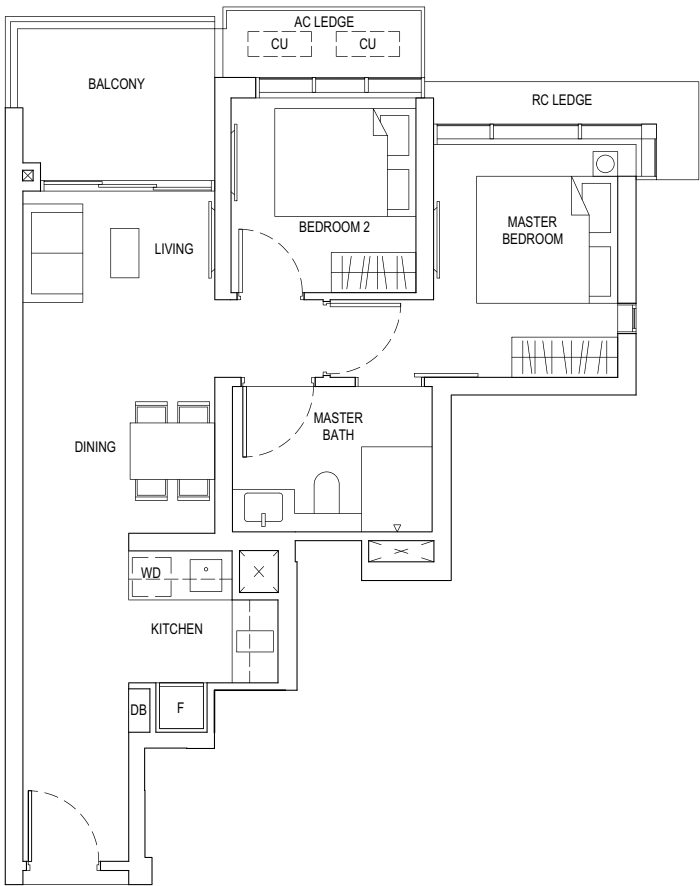 AC LEDGE
CU
CU
BALCONY
RC LEDGE
BEDROOM 2
MASTER
BEDROOM
LIVING
MASTER
BATH
DINING
WD
KITCHEN
DB
F